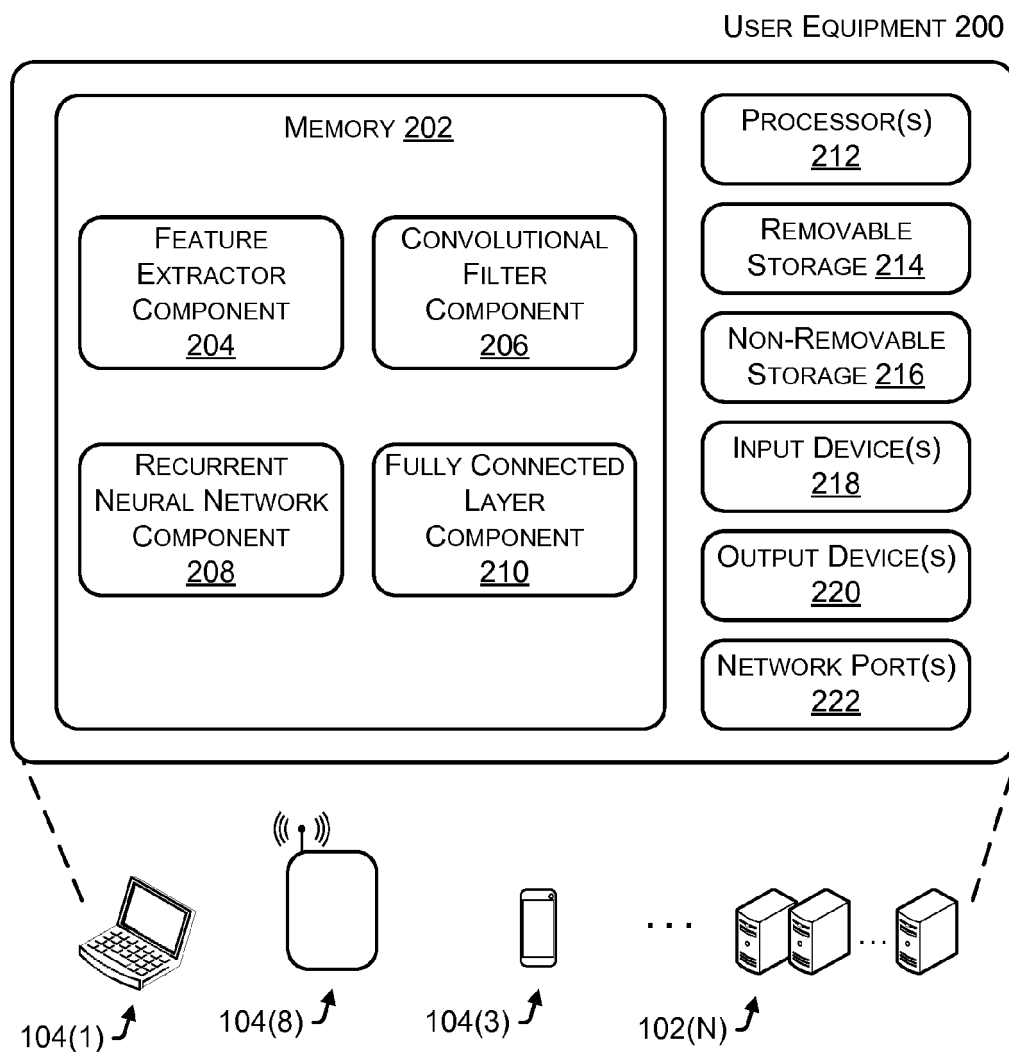 USER EQUIPMENT 200
MEMORY 202
FEATURE
EXTRACTOR
COMPONENT
204
CONVOLUTIONAL
FILTER
COMPONENT
206
RECURRENT
NEURAL NETWORK
COMPONENT
208
FULLY CONNECTED
LAYER
COMPONENT
210
PROCESSOR(S)
212
REMOVABLE
STORAGE 214
NON-REMOVABLE
STORAGE 216
INPUT DEVICE(S)
218
OUTPUT DEVICE(S)
220
NETWORK PORT(S)
222
. . .
...
104(1)
104(8)
104(3)
102(N)